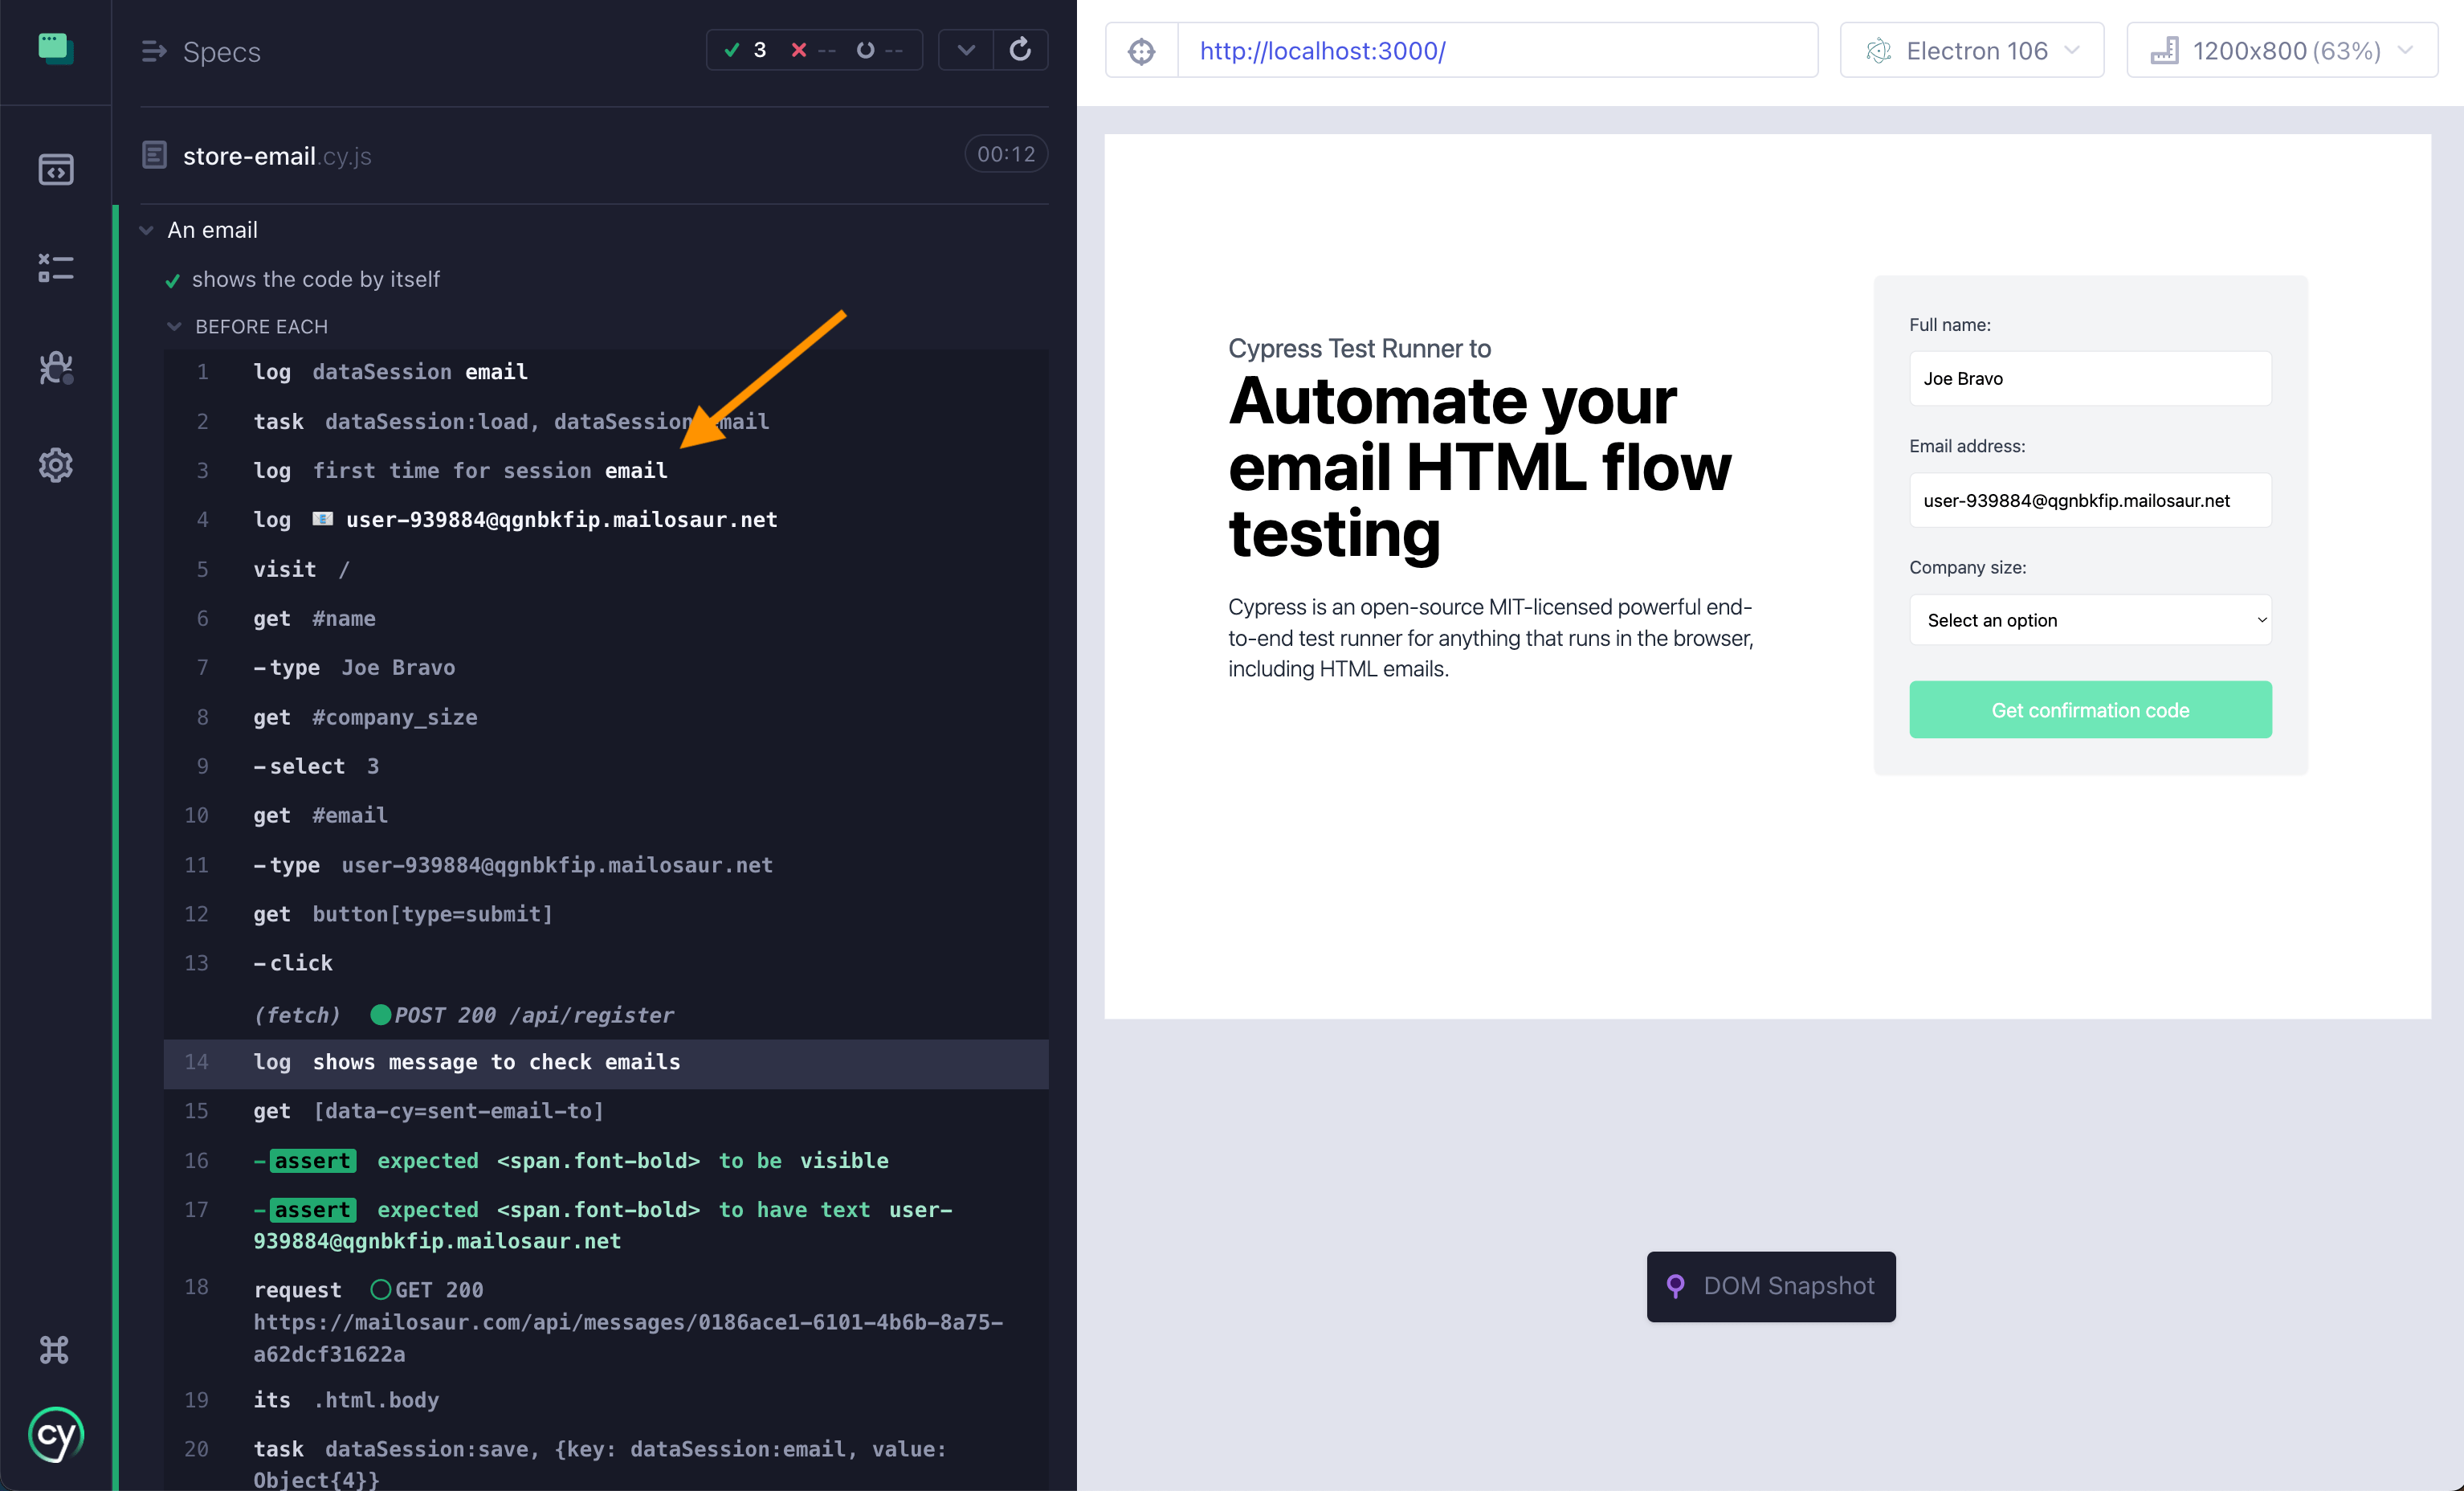 Specs
3 -- --
store-email.cy.js
00:12
An email
shows the code by itself
BEFORE EACH
1 log dataSession email
2 task dataSession:load, dataSession
3 log first time for session email
4 log 📧 user-939884@qgnbkfip.mailosaur.net
5 visit /
6 get #name
7 -type Joe Bravo
8 get #company_size
9 -select 3
10 get #email
11 -type user-939884@qgnbkfip.mailosaur.net
12 get button[type=submit]
13 -click
(fetch) POST 200 /api/register
14 log shows message to check emails
15 get [data-cy=sent-email-to]
16 -assert expected <span.font-bold> to be visible
17 -assert expected <span.font-bold> to have text user-
939884@qgnbkfip.mailosaur.net
18 request GET 200
https://mailosaur.com/api/messages/0186ace1-6101-4b6b-8a75-
a62dcf31622a
19 its .html.body
20 task dataSession:save, {key: dataSession:email, value:
Object{4}}
cy
http://localhost:3000/
Electron 106
1200x800 (63%)
Cypress Test Runner to
Automate your
email HTML flow
testing
Cypress is an open-source MIT-licensed powerful end-
to-end test runner for anything that runs in the browser,
including HTML emails.
Full name:
Joe Bravo
Email address:
user-939884@qgnbkfip.mailosaur.net
Company size:
Select an option
Get confirmation code
DOM Snapshot